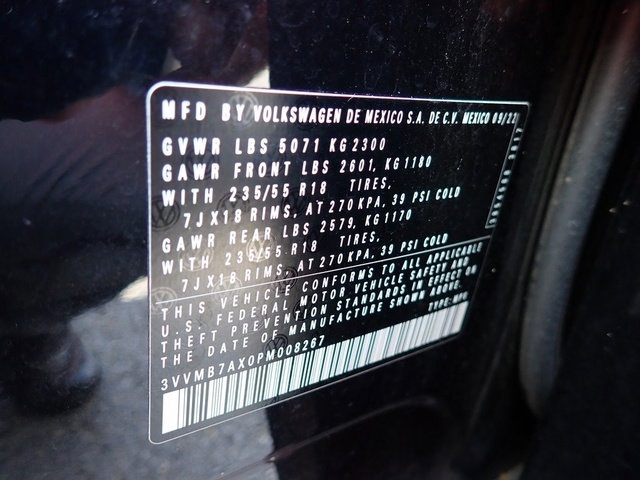 MFD BY VOLKSWAGEN DE MEXICO S.A. DE C.V. MEXICO 09/22
GVWR LBS 5071 KG 2300
GAWR FRONT LBS 2601, KG 1180
WITH 235/55 R18 TIRES,
7JX18 RIMS, AT 270 KPA, 39 PSI COLD
GAWR REAR LBS 2579, KG 1170
WITH 235/55 R18 TIRES,
7JX18 RIMS, AT 270 KPA, 39 PSI COLD
THIS VEHICLE CONFORMS TO ALL APPLICABLE
U.S. FEDERAL MOTOR VEHICLE SAFETY AND
THEFT PREVENTION STANDARDS IN EFFECT ON
THE DATE OF MANUFACTURE SHOWN ABOVE.
3VVMB7AX0PM008267 TYPE: MPV